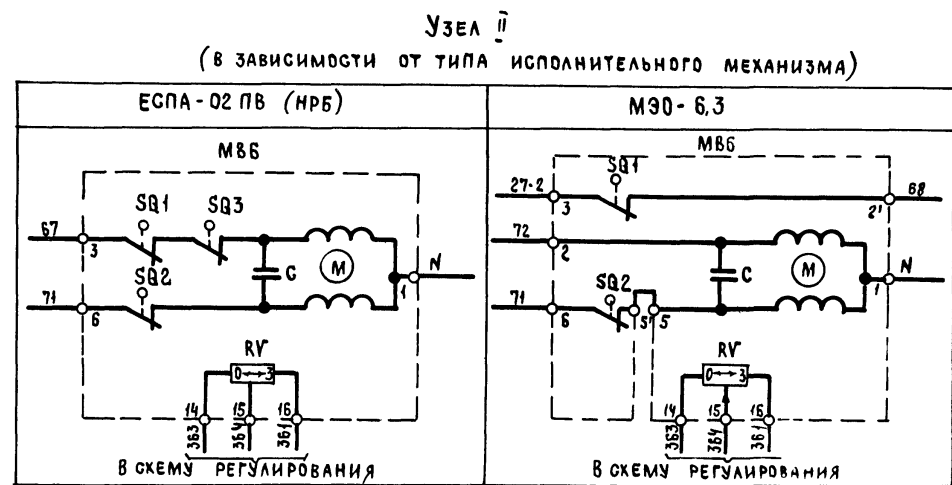 УЗЕЛ II
(В ЗАВИСИМОСТИ ОТ ТИПА ИСПОЛНИТЕЛЬНОГО МЕХАНИЗМА)
ЕСПА-02 ПВ (НРБ)
МЭО-6,3
МВ6
SQ1 SQ3
67 3
SQ2
C M
N 1
71 6
RV
0↔3
14 15 16
363 364 361
В СХЕМУ РЕГУЛИРОВАНИЯ
МВ6
SQ1
27-2 3
2' 68
72 2
SQ2
C M
N 1
71 6
5' 5
RV
0↔3
14 15 16
363 364 361
В СХЕМУ РЕГУЛИРОВАНИЯ